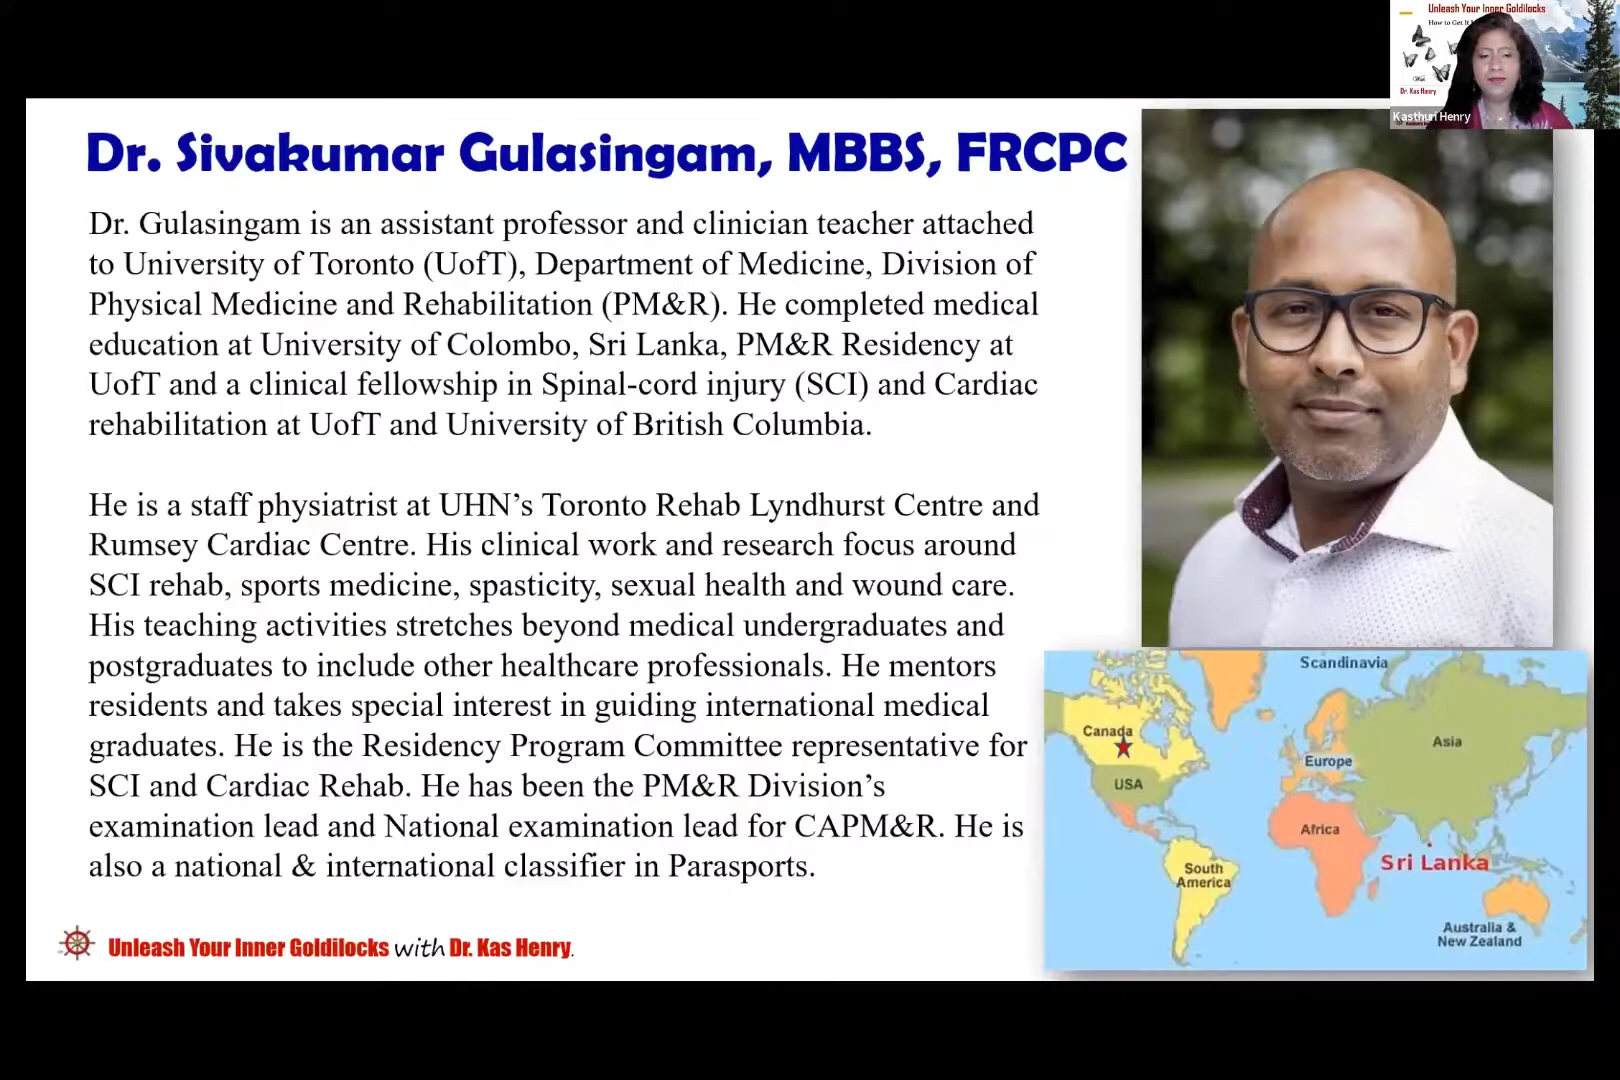 Unleash Your Inner Goldilocks
How to Get It
With
Dr. Kas Henry
Kasthuri Henry
Dr. Sivakumar Gulasingam, MBBS, FRCPC
Dr. Gulasingam is an assistant professor and clinician teacher attached
to University of Toronto (UofT), Department of Medicine, Division of
Physical Medicine and Rehabilitation (PM&R). He completed medical
education at University of Colombo, Sri Lanka, PM&R Residency at
UofT and a clinical fellowship in Spinal-cord injury (SCI) and Cardiac
rehabilitation at UofT and University of British Columbia.
He is a staff physiatrist at UHN’s Toronto Rehab Lyndhurst Centre and
Rumsey Cardiac Centre. His clinical work and research focus around
SCI rehab, sports medicine, spasticity, sexual health and wound care.
His teaching activities stretches beyond medical undergraduates and
postgraduates to include other healthcare professionals. He mentors
residents and takes special interest in guiding international medical
graduates. He is the Residency Program Committee representative for
SCI and Cardiac Rehab. He has been the PM&R Division’s
examination lead and National examination lead for CAPM&R. He is
also a national & international classifier in Parasports.
Scandinavia
Canada
Asia
Europe
USA
Africa
Sri Lanka
South
America
Australia &
New Zealand
Unleash Your Inner Goldilocks with Dr. Kas Henry.